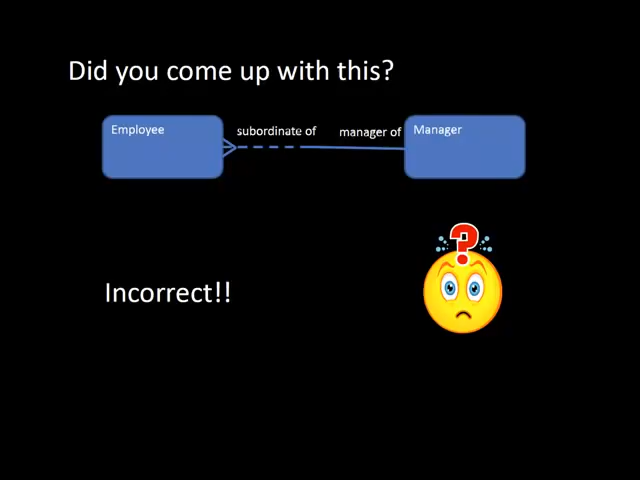 Did you come up with this?
Employee
subordinate of
manager of
Manager
Incorrect!!
?